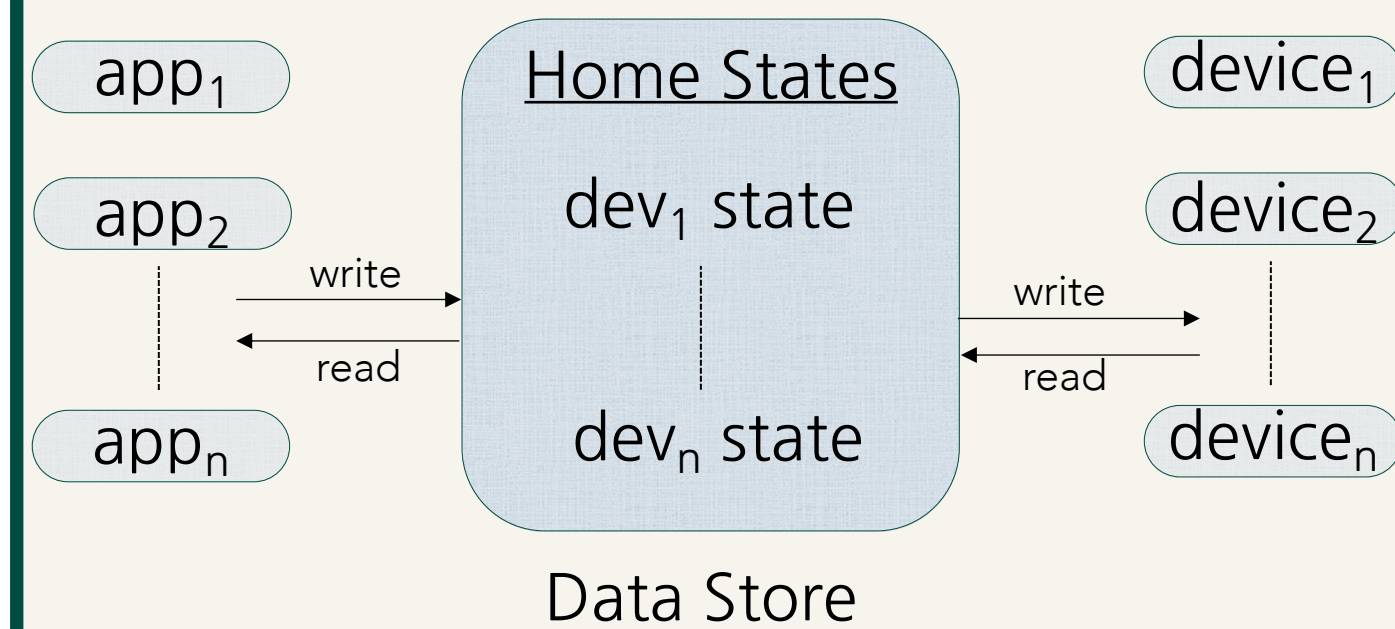 app₁
Home States
device₁
app₂
dev₁ state
device₂
write
read
write
read
appₙ
devₙ state
deviceₙ
Data Store